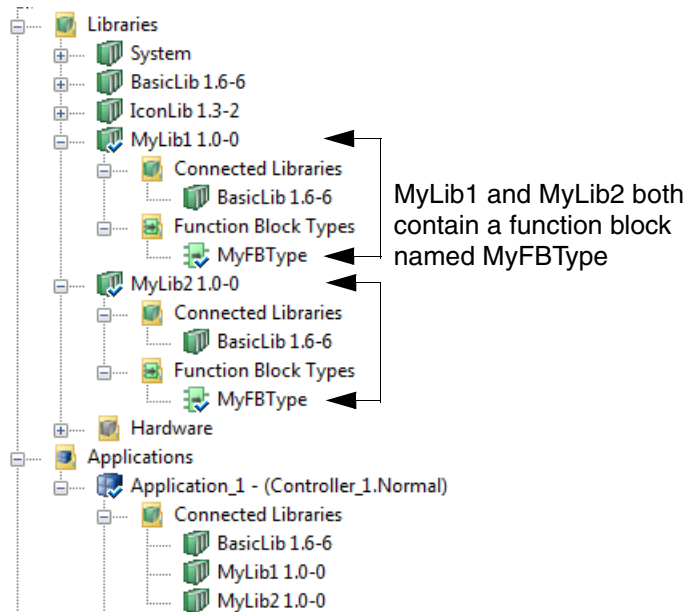 Libraries
System
BasicLib 1.6-6
IconLib 1.3-2
MyLib1 1.0-0
Connected Libraries
BasicLib 1.6-6
Function Block Types
MyFBType
MyLib2 1.0-0
Connected Libraries
BasicLib 1.6-6
Function Block Types
MyFBType
Hardware
Applications
Application_1 - (Controller_1.Normal)
Connected Libraries
BasicLib 1.6-6
MyLib1 1.0-0
MyLib2 1.0-0
MyLib1 and MyLib2 both
contain a function block
named MyFBType